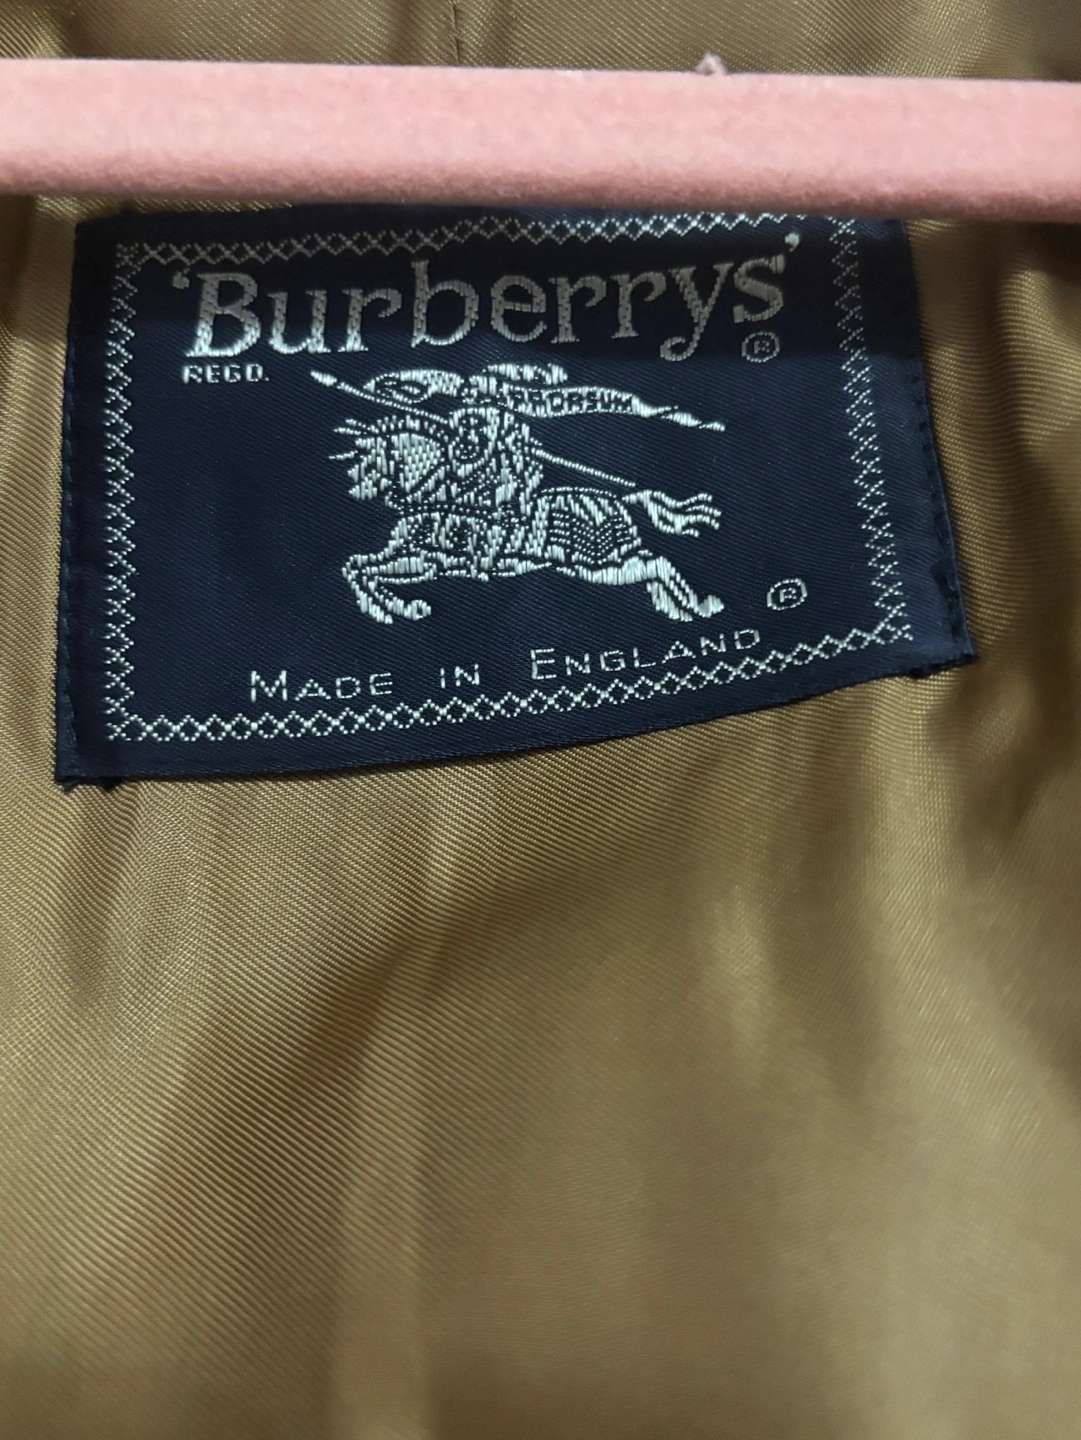 ‘Burberrys’ ®
REGD.
PRORSUM
®
MADE IN ENGLAND